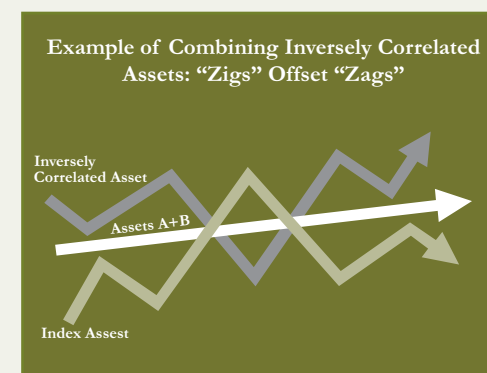 Example of Combining Inversely Correlated
Assets: “Zigs” Offset “Zags”
Inversely
Correlated Asset
Assets A+B
Index Assest